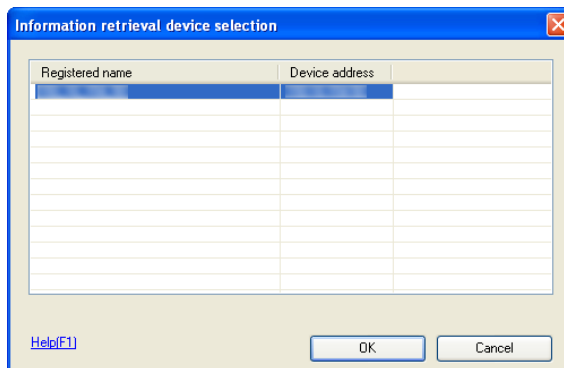 Information retrieval device selection
Registered name Device address
Help(F1) OK Cancel